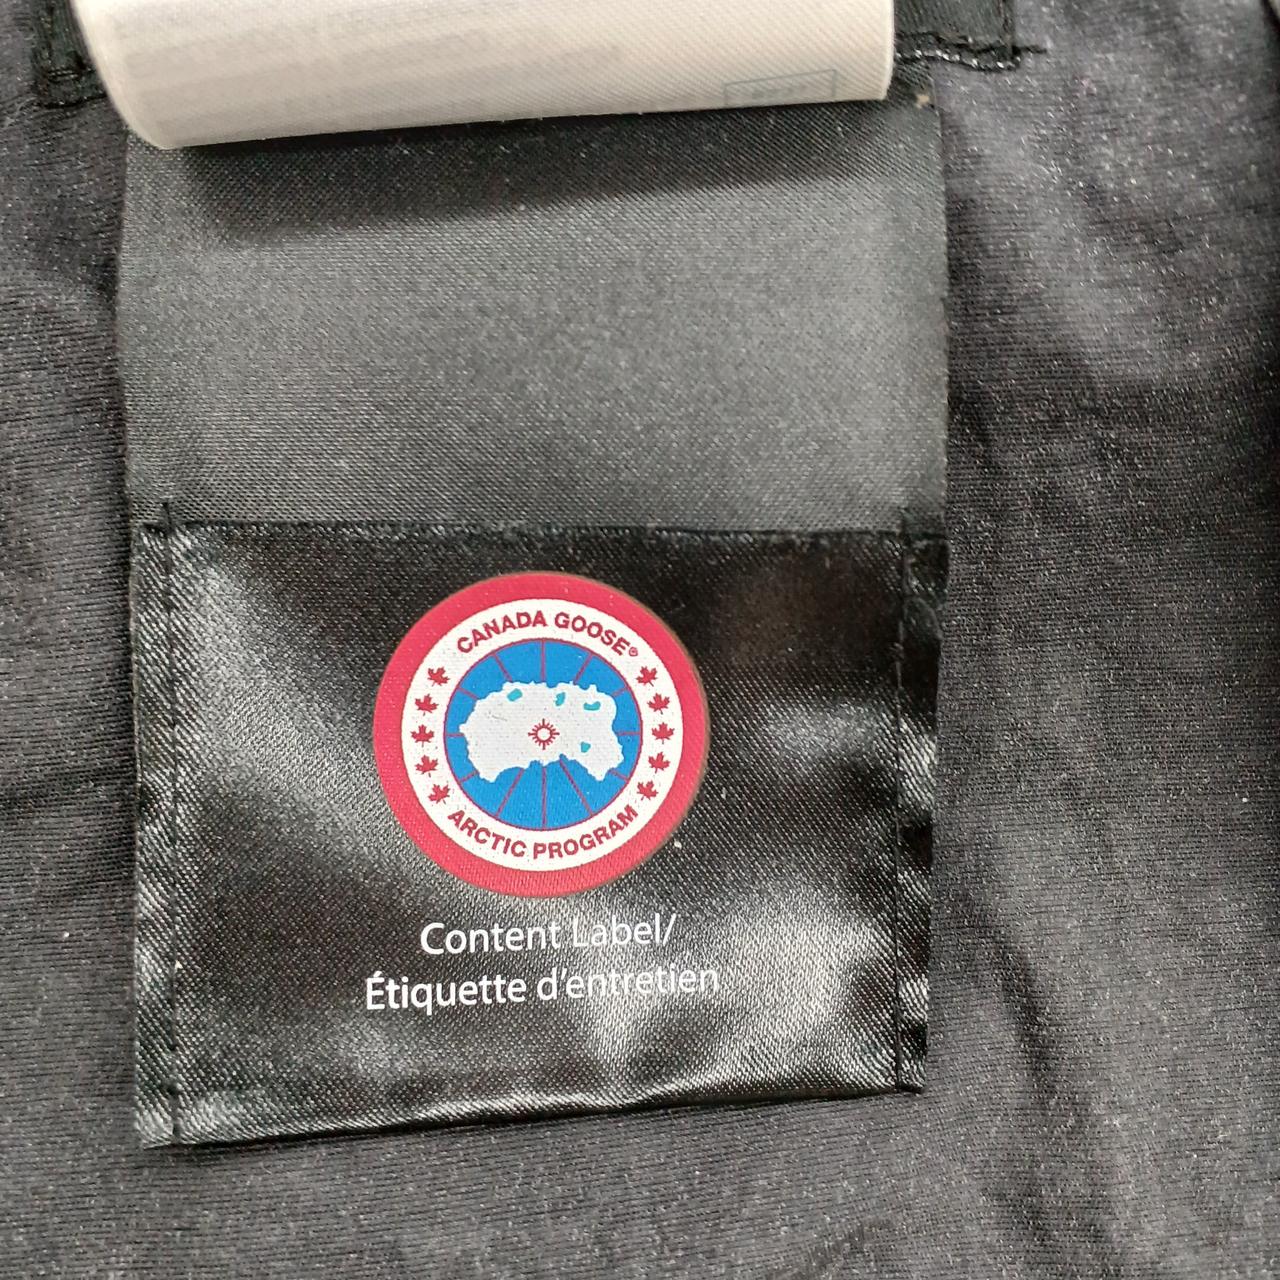 CANADA GOOSE®
ARCTIC PROGRAM
Content Label/
Étiquette d'entretien